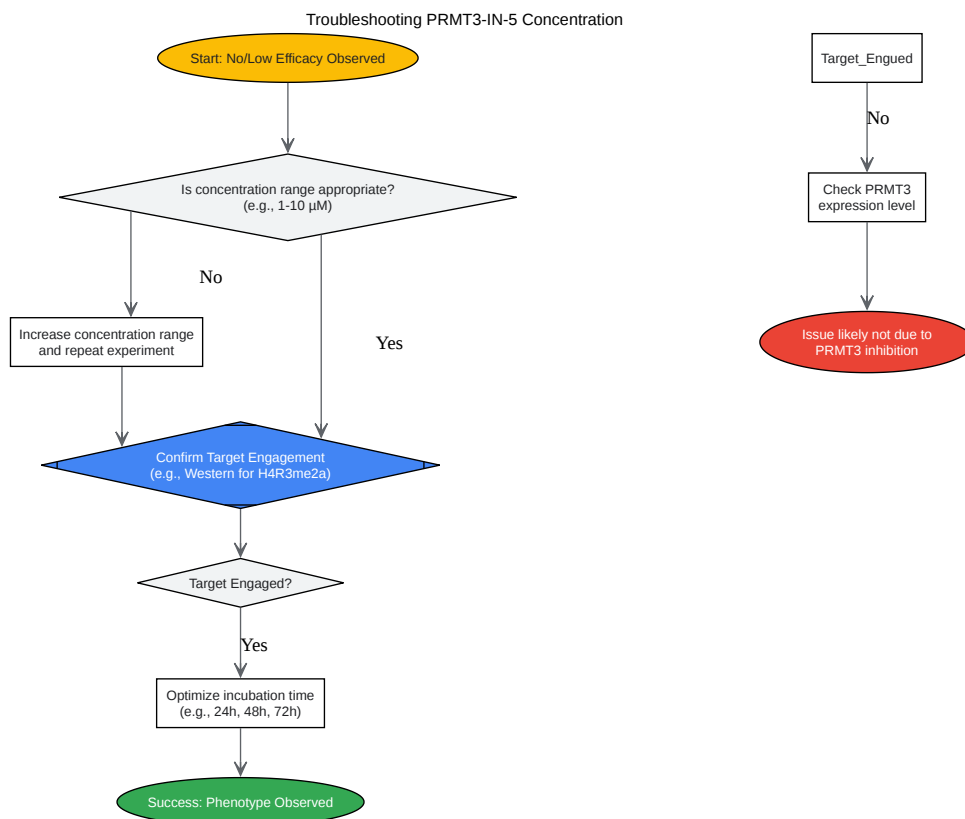 Troubleshooting PRMT3-IN-5 Concentration
Start: No/Low Efficacy Observed
Is concentration range appropriate?
(e.g., 1-10 µM)
No
Yes
Increase concentration range
and repeat experiment
Confirm Target Engagement
(e.g., Western for H4R3me2a)
Target Engaged?
Yes
Optimize incubation time
(e.g., 24h, 48h, 72h)
Success: Phenotype Observed
Target_Engued
No
Check PRMT3
expression level
Issue likely not due to
PRMT3 inhibition